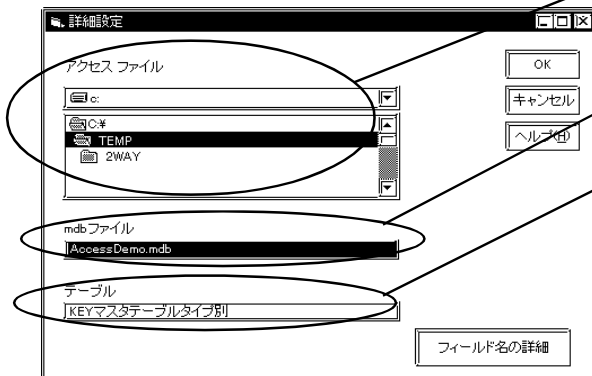 詳細設定
アクセス ファイル
OK
c:
キャンセル
C:¥
TEMP
ヘルプ(H)
2WAY
mdbファイル
AccessDemo.mdb
テーブル
KEYマスタテーブルタイプ別
フィールド名の詳細